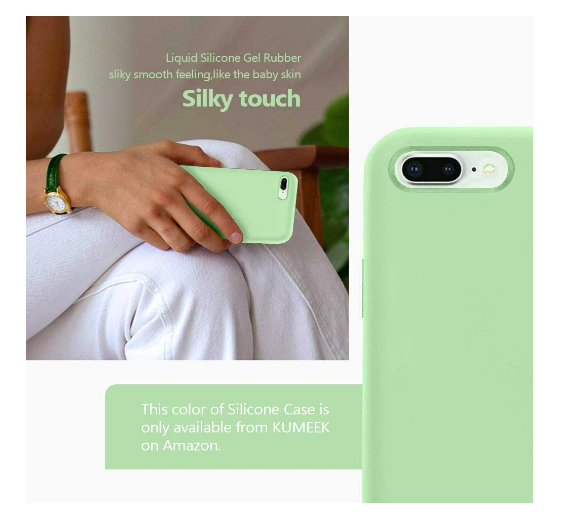 Liquid Silicone Gel Rubber
sliky smooth feeling,like the baby skin
Silky touch
This color of Silicone Case is
only available from KUMEEK
on Amazon.